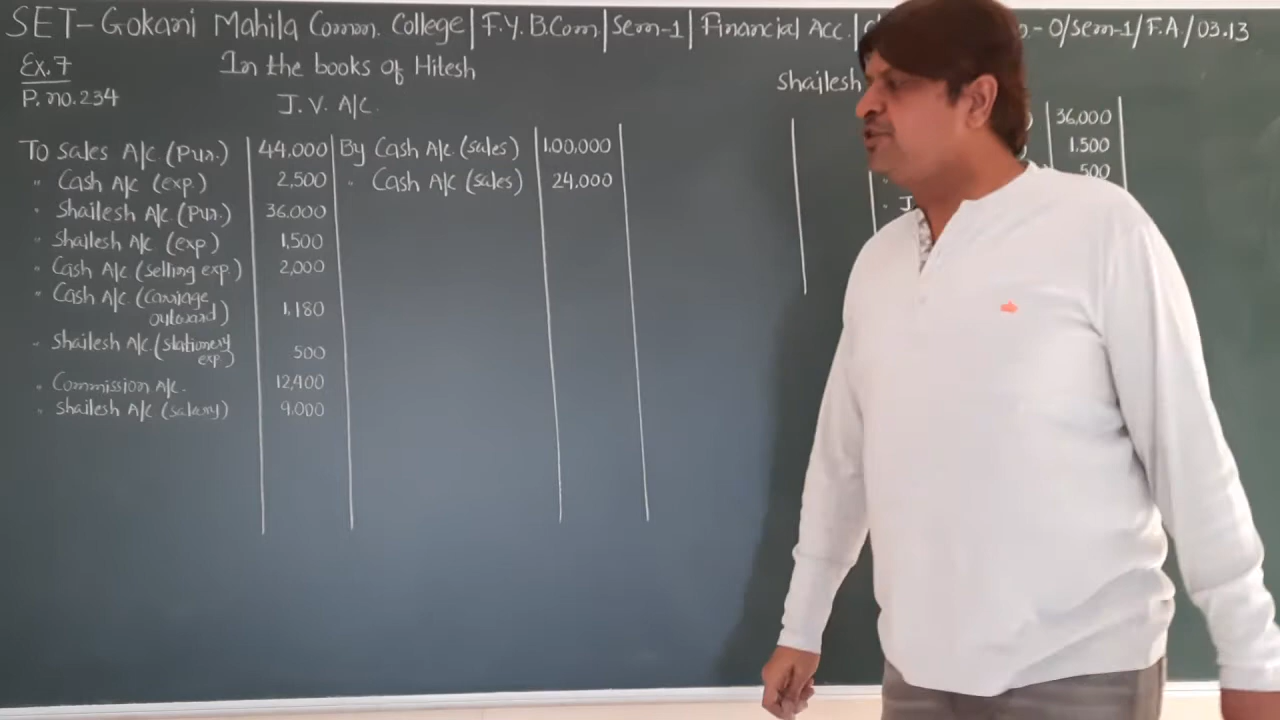 SET-Gokani Mahila Comm. College | F.Y. B.Com. | Sem-1 | Financial Acc. | - 0/Sem-1/F.A./03.13
Ex. 7
P. no. 234
In the books of Hitesh
J. V. A/c.
To Sales A/c. (Pur.) 44,000 By Cash A/c. (sales) 1,00,000
" Cash A/c (exp.) 2,500 " Cash A/c (sales) 24,000
" Shailesh A/c (Pur.) 36,000
" Shailesh A/c (exp) 1,500
" Cash A/c (selling exp.) 2,000
" Cash A/c (carriage outward) 1,180
" Shailesh A/c. (stationery exp.) 500
" Commission A/c. 12,400
" Shailesh A/c (salary) 9,000
Shailesh
36,000
1,500
500
" J.